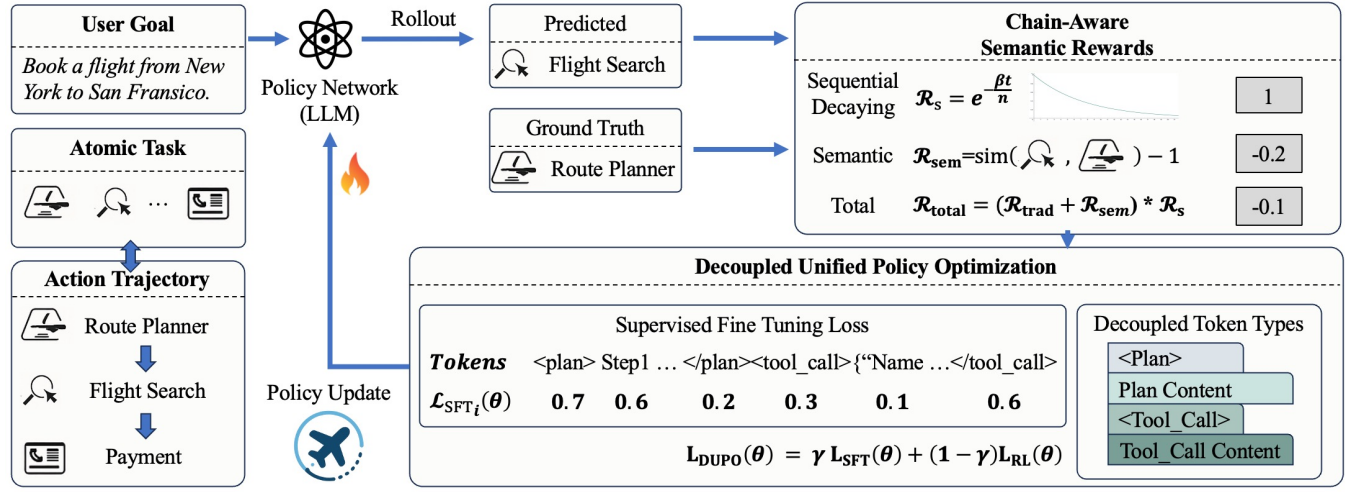 User Goal
Book a flight from New
York to San Fransico.
Atomic Task
...
Action Trajectory
Route Planner
Flight Search
Payment
Policy Network
(LLM)
Rollout
Predicted
Flight Search
Ground Truth
Route Planner
Chain-Aware
Semantic Rewards
Sequential
Decaying
𝓡s = e^(-βt/n)
1
Semantic
𝓡sem=sim( , ) − 1
-0.2
Total
𝓡total = (𝓡trad + 𝓡sem) * 𝓡s
-0.1
Policy Update
Decoupled Unified Policy Optimization
Supervised Fine Tuning Loss
Tokens <plan> Step1 ... </plan><tool_call>{“Name ...</tool_call>
𝓛SFTi(θ) 0.7 0.6 0.2 0.3 0.1 0.6
LDUPO(θ) = γ LSFT(θ) + (1 − γ)LRL(θ)
Decoupled Token Types
<Plan>
Plan Content
<Tool_Call>
Tool_Call Content